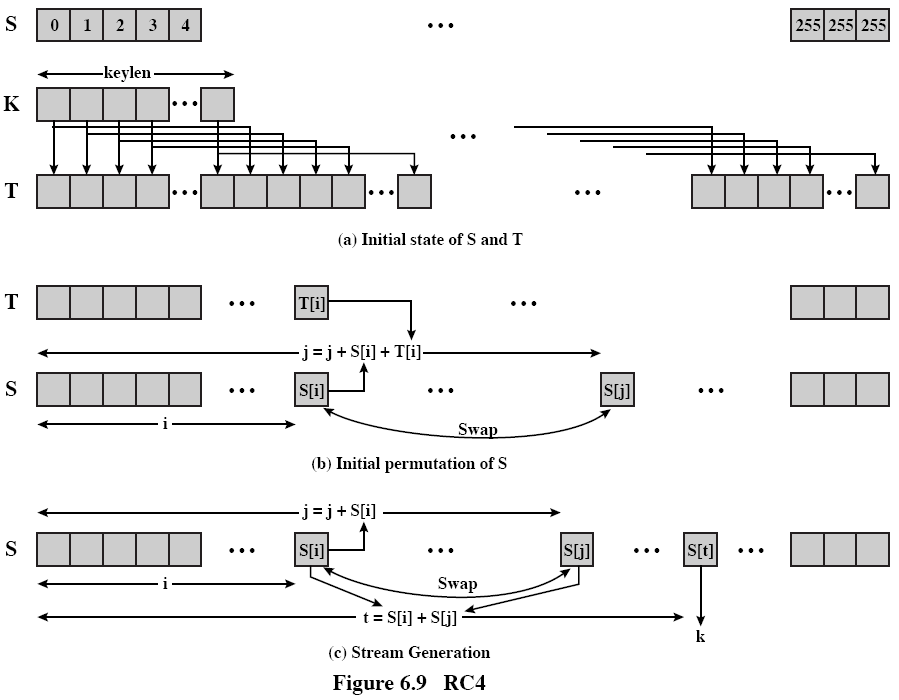 S 0 1 2 3 4 ... 255 255 255
keylen
K ...
...
T ... ... ... ...
(a) Initial state of S and T
T ... T[i] ...
j = j + S[i] + T[i]
S ... S[i] ... S[j] ...
i
Swap
(b) Initial permutation of S
j = j + S[i]
S ... S[i] ... S[j] ... S[t] ...
i
Swap
t = S[i] + S[j]
k
(c) Stream Generation
Figure 6.9 RC4